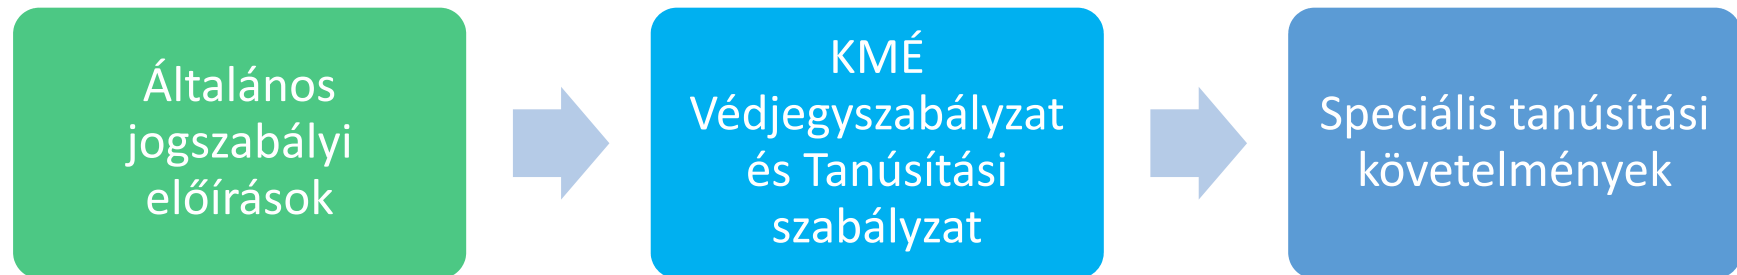 Általános
jogszabályi
előírások
KMÉ
Védjegyszabályzat
és Tanúsítási
szabályzat
Speciális tanúsítási
követelmények